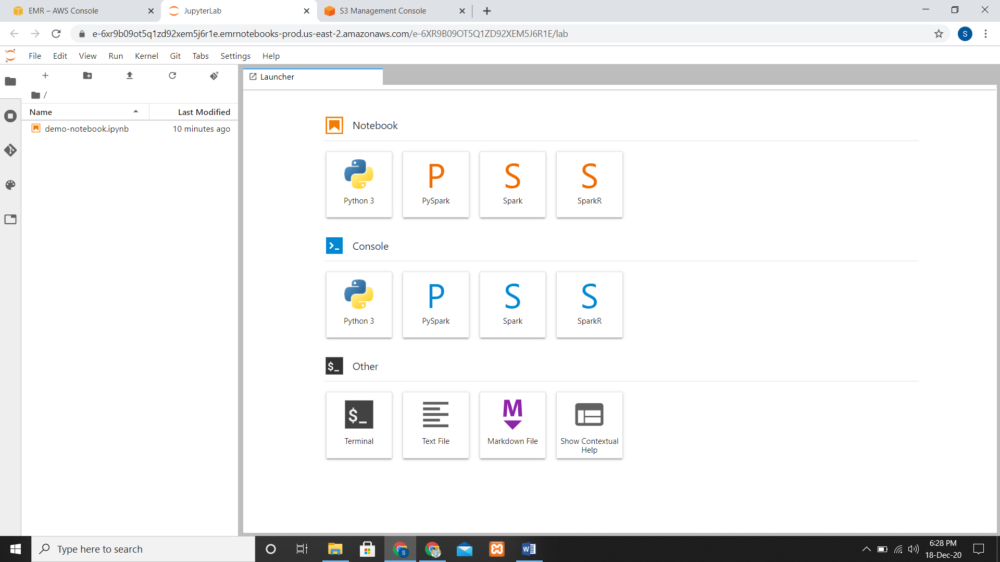 EMR – AWS Console
JupyterLab
S3 Management Console
e-6xr9b09ot5q1zd92xem5j6r1e.emrnotebooks-prod.us-east-2.amazonaws.com/e-6XR9B09OT5Q1ZD92XEM5J6R1E/lab
S
File Edit View Run Kernel Git Tabs Settings Help
/
Name Last Modified
demo-notebook.ipynb 10 minutes ago
Launcher
Notebook
P S S
Python 3 PySpark Spark SparkR
Console
P S S
Python 3 PySpark Spark SparkR
$_ Other
$_ M
Terminal Text File Markdown File Show Contextual
Help
Type here to search
S
6:28 PM
18-Dec-20